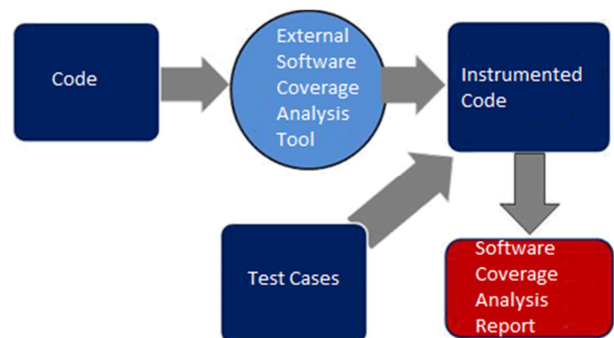 Code
External
Software
Coverage
Analysis
Tool
Instrumented
Code
Test Cases
Software
Coverage
Analysis
Report